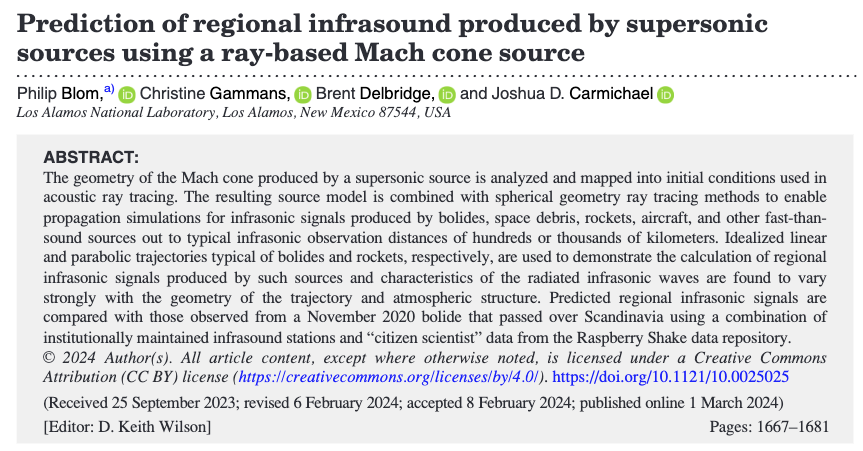 Prediction of regional infrasound produced by supersonic
sources using a ray-based Mach cone source
Philip Blom,a) iD Christine Gammans, iD Brent Delbridge, iD and Joshua D. Carmichael iD
Los Alamos National Laboratory, Los Alamos, New Mexico 87544, USA
ABSTRACT:
The geometry of the Mach cone produced by a supersonic source is analyzed and mapped into initial conditions used in
acoustic ray tracing. The resulting source model is combined with spherical geometry ray tracing methods to enable
propagation simulations for infrasonic signals produced by bolides, space debris, rockets, aircraft, and other fast-than-
sound sources out to typical infrasonic observation distances of hundreds or thousands of kilometers. Idealized linear
and parabolic trajectories typical of bolides and rockets, respectively, are used to demonstrate the calculation of regional
infrasonic signals produced by such sources and characteristics of the radiated infrasonic waves are found to vary
strongly with the geometry of the trajectory and atmospheric structure. Predicted regional infrasonic signals are
compared with those observed from a November 2020 bolide that passed over Scandinavia using a combination of
institutionally maintained infrasound stations and “citizen scientist” data from the Raspberry Shake data repository.
© 2024 Author(s). All article content, except where otherwise noted, is licensed under a Creative Commons
Attribution (CC BY) license (https://creativecommons.org/licenses/by/4.0/). https://doi.org/10.1121/10.0025025
(Received 25 September 2023; revised 6 February 2024; accepted 8 February 2024; published online 1 March 2024)
[Editor: D. Keith Wilson] Pages: 1667–1681